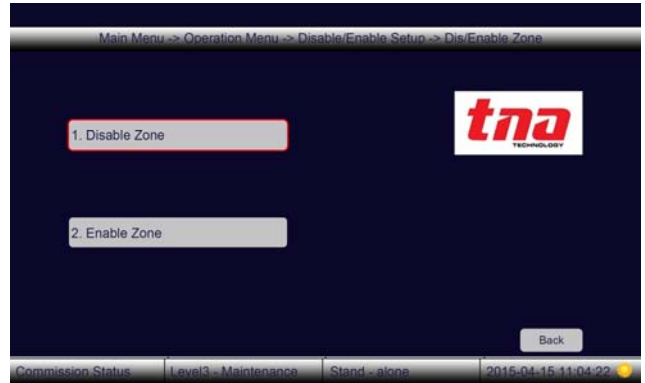 Main Menu -> Operation Menu -> Disable/Enable Setup -> Dis/Enable Zone
1. Disable Zone
tna
TECHNOLOGY
2. Enable Zone
Back
Commission Status Level3 - Maintenance Stand - alone 2015-04-15 11:04:22